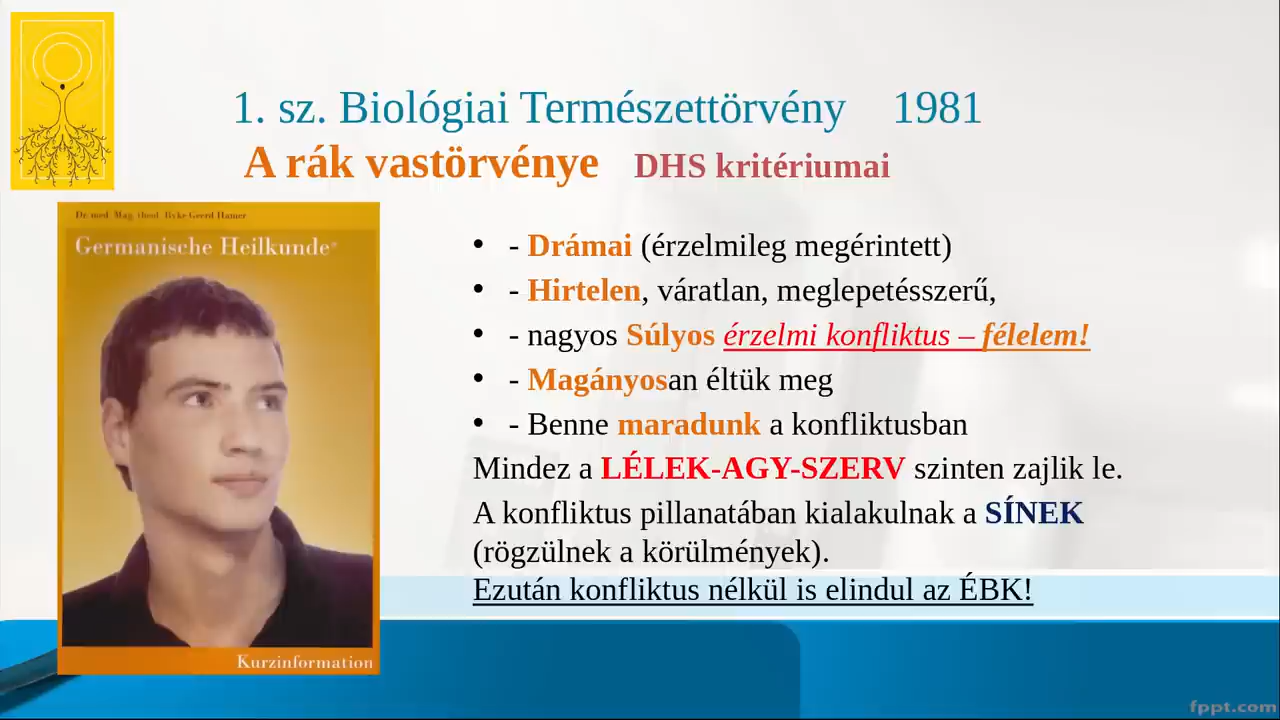 1. sz. Biológiai Természettörvény 1981
A rák vastörvénye DHS kritériumai
Dr. med. Mag. theol. Ryke Geerd Hamer
Germanische Heilkunde®
Kurzinformation
• - Drámai (érzelmileg megérintett)
• - Hirtelen, váratlan, meglepetésszerű,
• - nagyos Súlyos érzelmi konfliktus – félelem!
• - Magányosan éltük meg
• - Benne maradunk a konfliktusban
Mindez a LÉLEK-AGY-SZERV szinten zajlik le.
A konfliktus pillanatában kialakulnak a SÍNEK
(rögzülnek a körülmények).
Ezután konfliktus nélkül is elindul az ÉBK!
fppt.com